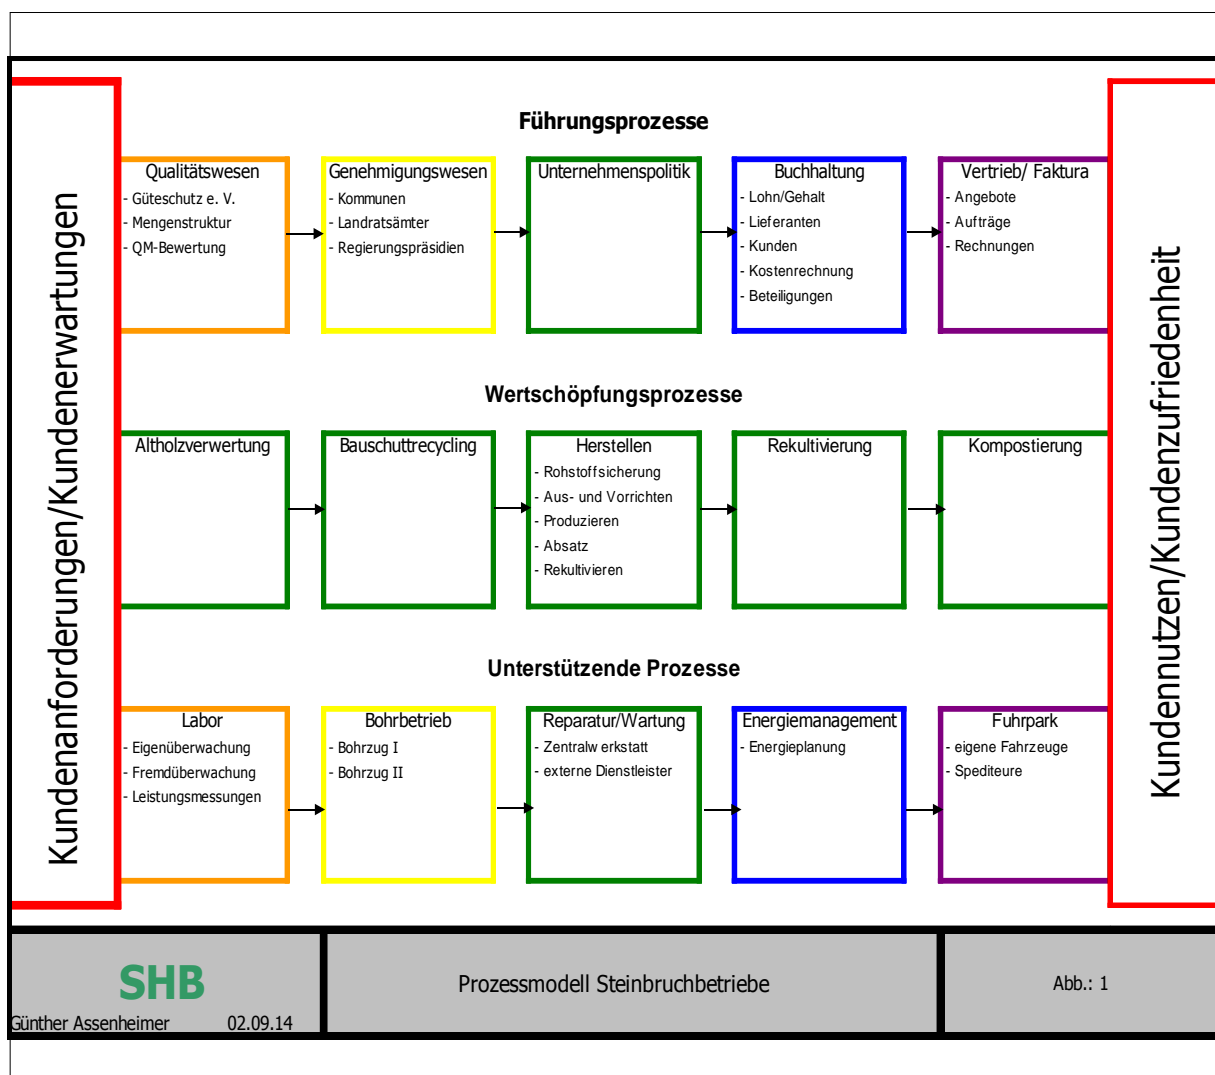 Kundenanforderungen/Kundenerwartungen
Führungsprozesse
Qualitätswesen
- Güteschutz e. V.
- Mengenstruktur
- QM-Bewertung
Genehmigungswesen
- Kommunen
- Landratsämter
- Regierungspräsidien
Unternehmenspolitik
Buchhaltung
- Lohn/Gehalt
- Lieferanten
- Kunden
- Kostenrechnung
- Beteiligungen
Vertrieb/ Faktura
- Angebote
- Aufträge
- Rechnungen
Wertschöpfungsprozesse
Altholzverwertung
Bauschuttrecycling
Herstellen
- Rohstoffsicherung
- Aus- und Vorrichten
- Produzieren
- Absatz
- Rekultivieren
Rekultivierung
Kompostierung
Unterstützende Prozesse
Labor
- Eigenüberwachung
- Fremdüberwachung
- Leistungsmessungen
Bohrbetrieb
- Bohrzug I
- Bohrzug II
Reparatur/Wartung
- Zentralwerkstatt
- externe Dienstleister
Energiemanagement
- Energieplanung
Fuhrpark
- eigene Fahrzeuge
- Spediteure
Kundennutzen/Kundenzufriedenheit
SHB
Günther Assenheimer 02.09.14
Prozessmodell Steinbruchbetriebe
Abb.: 1